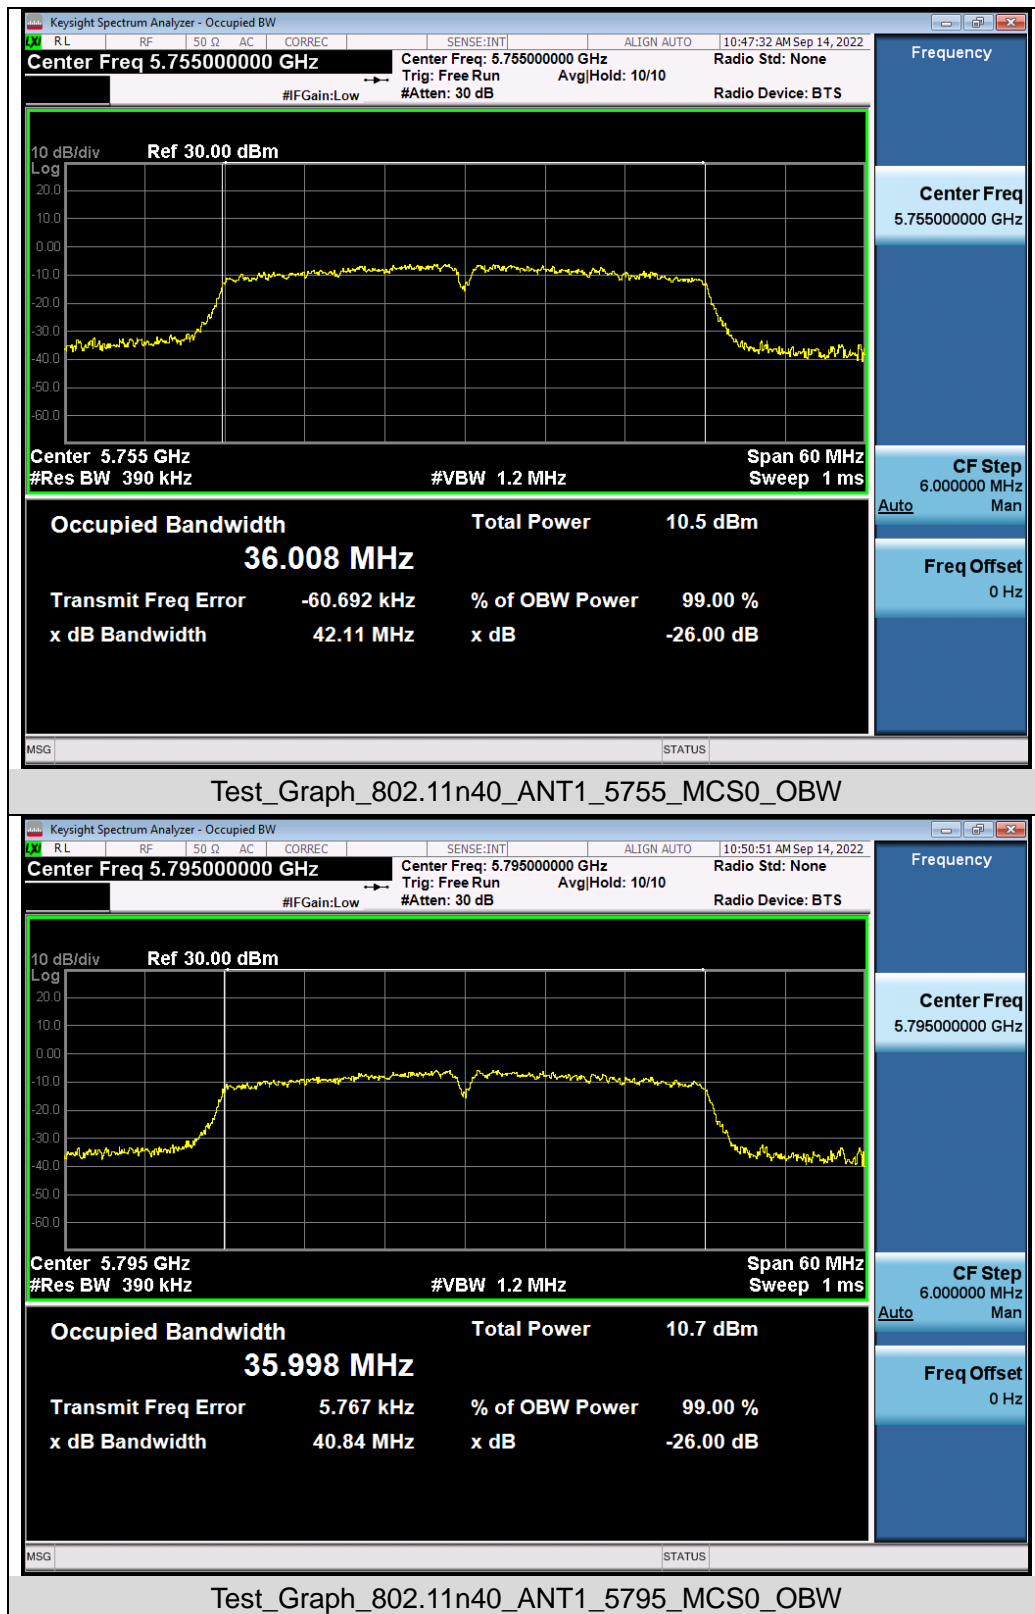 Keysight Spectrum Analyzer - Occupied BW
LXI RL RF 50 Ω AC CORREC SENSE:INT ALIGN AUTO 10:47:32 AM Sep 14, 2022
Center Freq 5.755000000 GHz
Center Freq: 5.755000000 GHz
Radio Std: None
Trig: Free Run Avg|Hold: 10/10
#IFGain:Low
#Atten: 30 dB
Radio Device: BTS
Frequency
10 dB/div Ref 30.00 dBm
Log
20.0
10.0
0.00
-10.0
-20.0
-30.0
-40.0
-50.0
-60.0
Center 5.755 GHz
Span 60 MHz
#Res BW 390 kHz
#VBW 1.2 MHz
Sweep 1 ms
Center Freq
5.755000000 GHz
CF Step
6.000000 MHz
Auto Man
Freq Offset
0 Hz
Occupied Bandwidth
Total Power 10.5 dBm
36.008 MHz
Transmit Freq Error -60.692 kHz
% of OBW Power 99.00 %
x dB Bandwidth 42.11 MHz
x dB -26.00 dB
MSG STATUS
Test_Graph_802.11n40_ANT1_5755_MCS0_OBW
Keysight Spectrum Analyzer - Occupied BW
LXI RL RF 50 Ω AC CORREC SENSE:INT ALIGN AUTO 10:50:51 AM Sep 14, 2022
Center Freq 5.795000000 GHz
Center Freq: 5.795000000 GHz
Radio Std: None
Trig: Free Run Avg|Hold: 10/10
#IFGain:Low
#Atten: 30 dB
Radio Device: BTS
Frequency
10 dB/div Ref 30.00 dBm
Log
20.0
10.0
0.00
-10.0
-20.0
-30.0
-40.0
-50.0
-60.0
Center 5.795 GHz
Span 60 MHz
#Res BW 390 kHz
#VBW 1.2 MHz
Sweep 1 ms
Center Freq
5.795000000 GHz
CF Step
6.000000 MHz
Auto Man
Freq Offset
0 Hz
Occupied Bandwidth
Total Power 10.7 dBm
35.998 MHz
Transmit Freq Error 5.767 kHz
% of OBW Power 99.00 %
x dB Bandwidth 40.84 MHz
x dB -26.00 dB
MSG STATUS
Test_Graph_802.11n40_ANT1_5795_MCS0_OBW